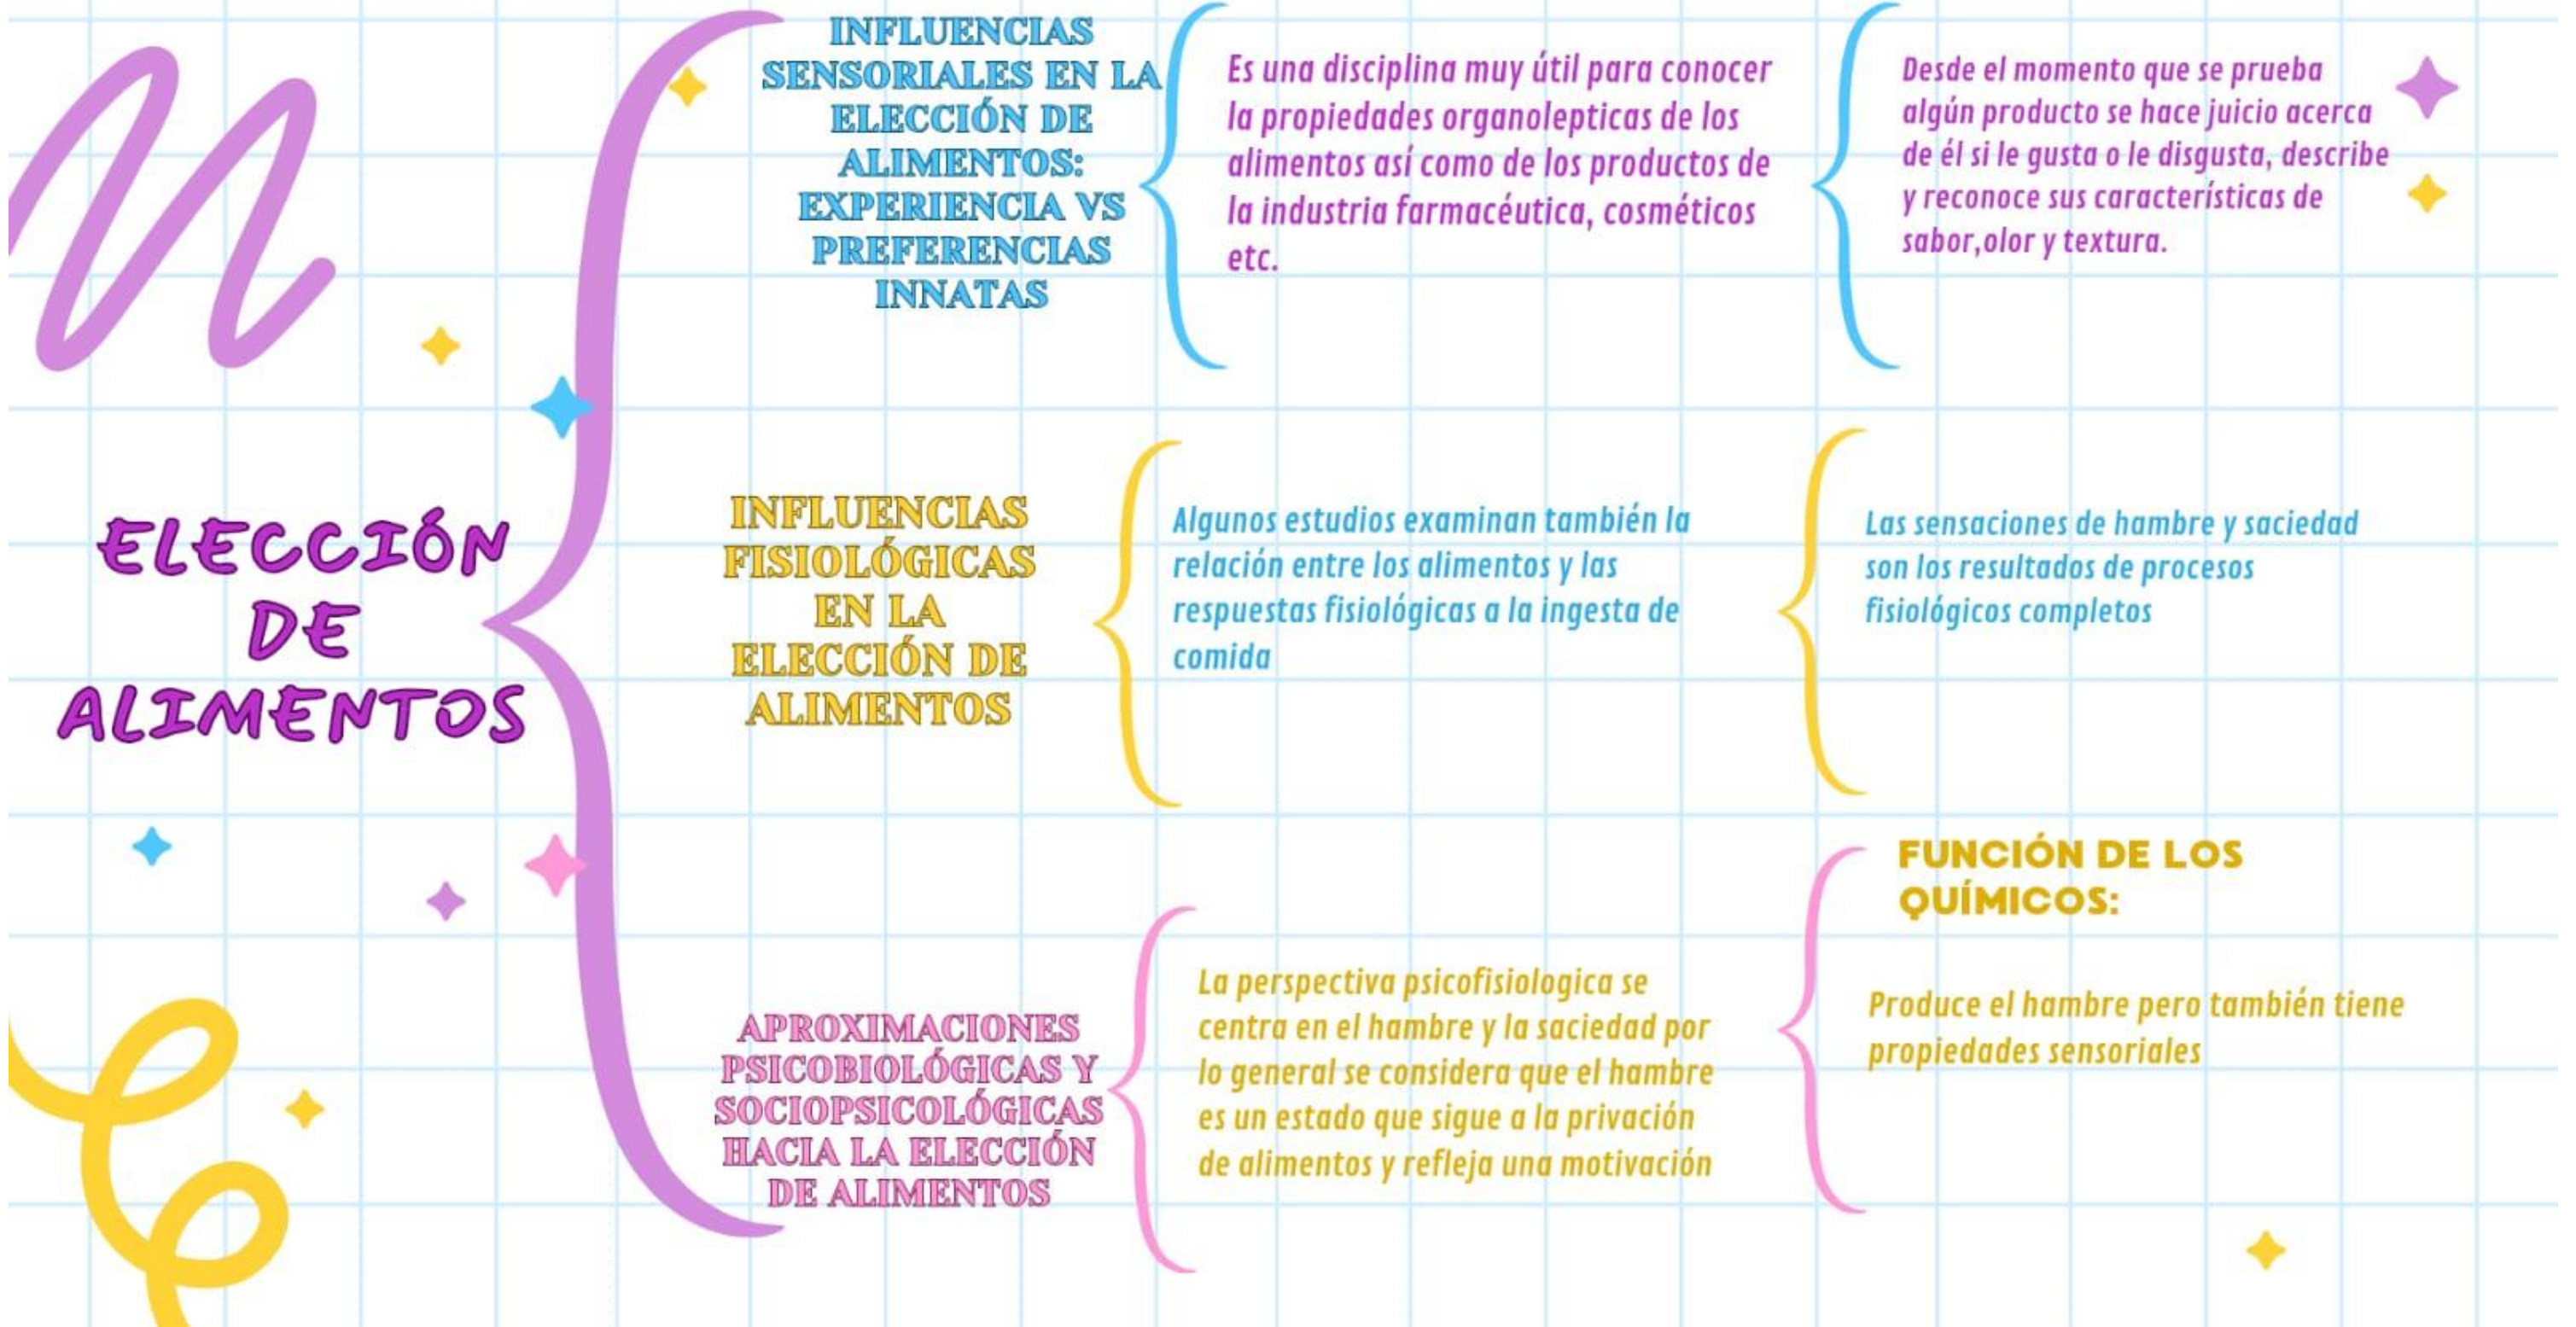 ELECCIÓN
DE
ALIMENTOS
INFLUENCIAS
SENSORIALES EN LA
ELECCIÓN DE
ALIMENTOS:
EXPERIENCIA VS
PREFERENCIAS
INNATAS
Es una disciplina muy útil para conocer
la propiedades organolepticas de los
alimentos así como de los productos de
la industria farmacéutica, cosméticos
etc.
Desde el momento que se prueba
algún producto se hace juicio acerca
de él si le gusta o le disgusta, describe
y reconoce sus características de
sabor,olor y textura.
INFLUENCIAS
FISIOLÓGICAS
EN LA
ELECCIÓN DE
ALIMENTOS
Algunos estudios examinan también la
relación entre los alimentos y las
respuestas fisiológicas a la ingesta de
comida
Las sensaciones de hambre y saciedad
son los resultados de procesos
fisiológicos completos
APROXIMACIONES
PSICOBIOLÓGICAS Y
SOCIOPSICOLÓGICAS
HACIA LA ELECCIÓN
DE ALIMENTOS
La perspectiva psicofisiologica se
centra en el hambre y la saciedad por
lo general se considera que el hambre
es un estado que sigue a la privación
de alimentos y refleja una motivación
FUNCIÓN DE LOS
QUÍMICOS:
Produce el hambre pero también tiene
propiedades sensoriales